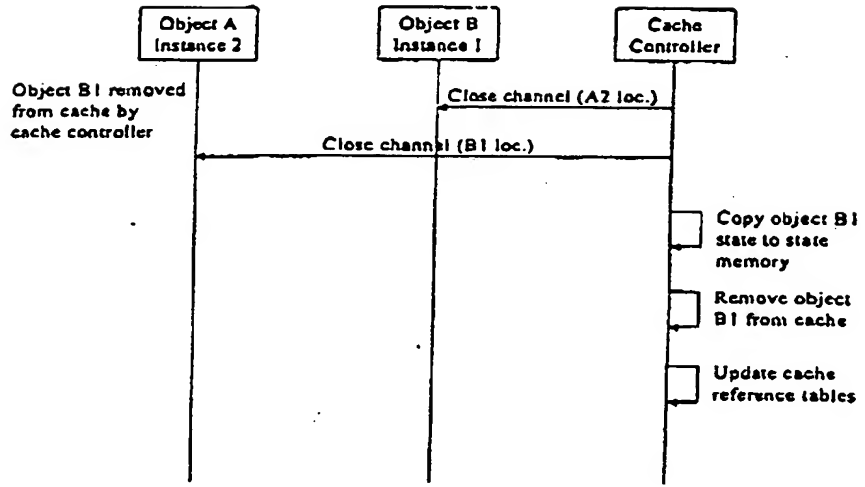 Object A
Instance 2
Object B
Instance 1
Cache
Controller
Object B1 removed
from cache by
cache controller
Close channel (A2 loc.)
Close channel (B1 loc.)
Copy object B1
state to state
memory
Remove object
B1 from cache
Update cache
reference tables